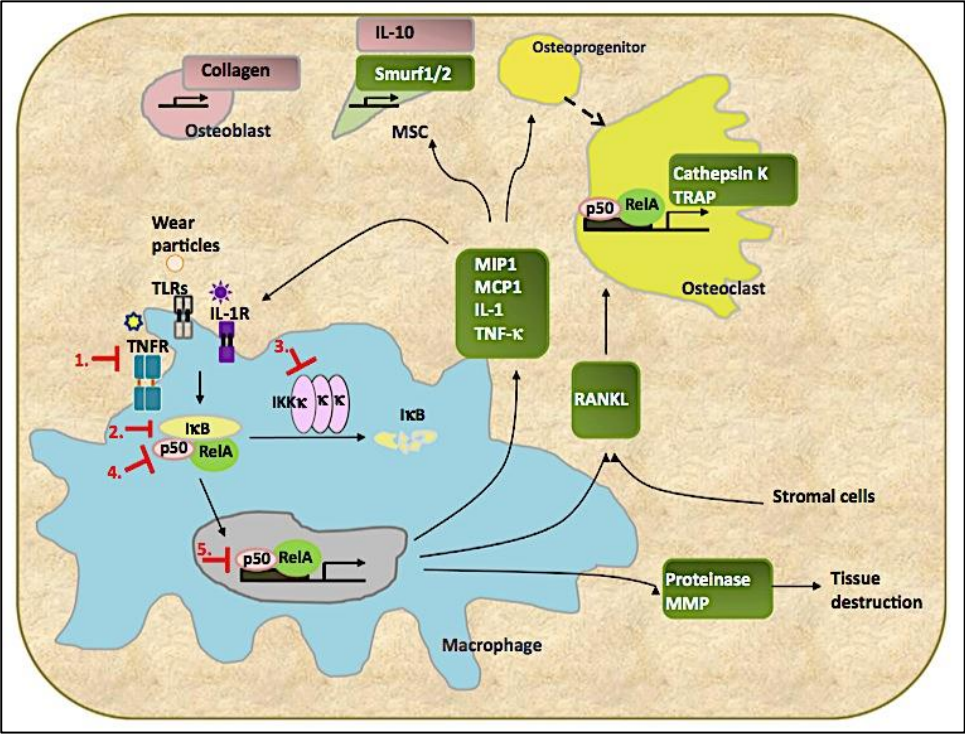 IL-10
Collagen
Smurf1/2
Osteoblast
MSC
Osteoprogenitor
Cathepsin K
TRAP
p50
RelA
Osteoclast
Wear
particles
TLRs
IL-1R
TNFR
1.
3.
MIP1
MCP1
IL-1
TNF-κ
RANKL
IKKκ κ κ
IκB
2.
IκB
p50
RelA
4.
Stromal cells
5.
p50
RelA
Proteinase
MMP
Tissue
destruction
Macrophage